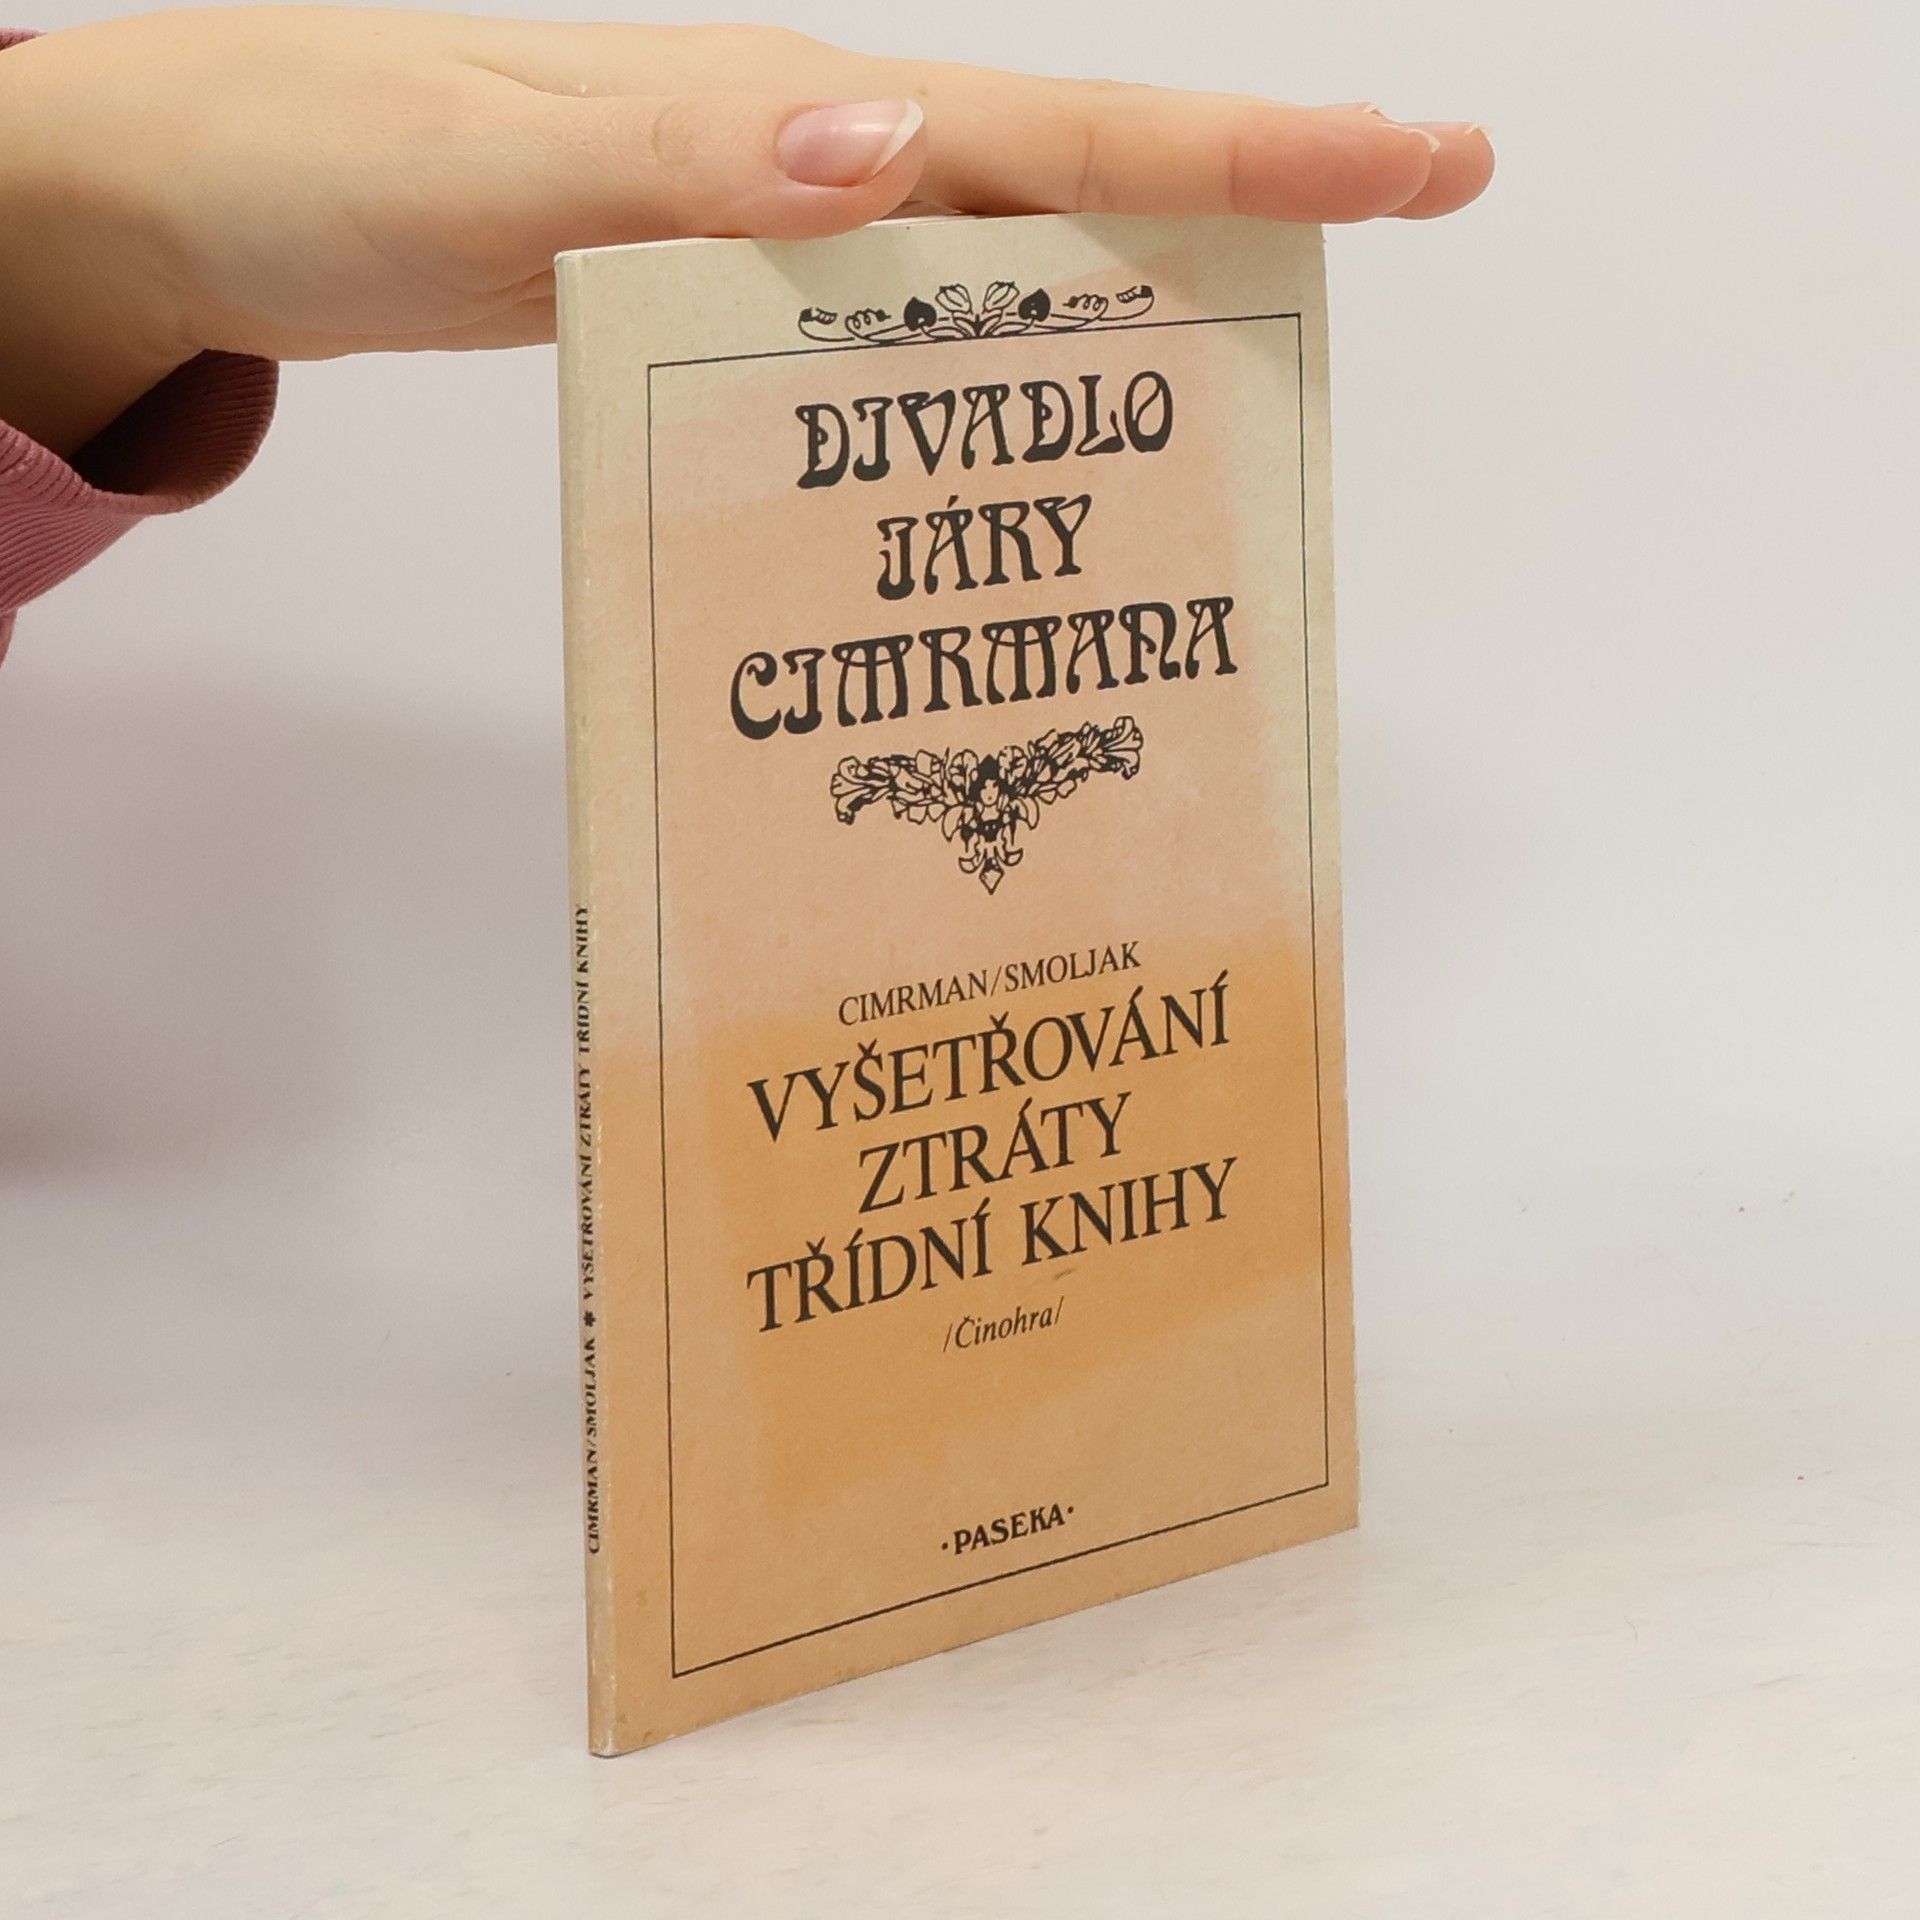 DIVADLO
JÁRY
CIMRMANA
CIMRMAN/SMOLJAK
VYŠETŘOVÁNÍ
ZTRÁTY
TŘÍDNÍ KNIHY
/Činohra/
·PASEKA·
CIMRMAN/SMOLJAK ✱ VYŠETŘOVÁNÍ ZTRÁTY TŘÍDNÍ KNIHY